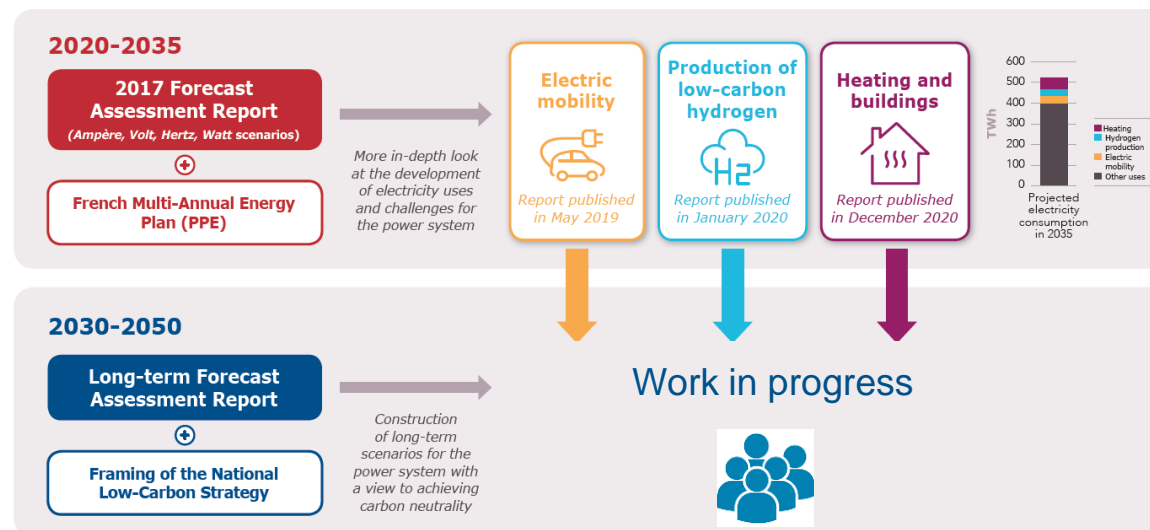 2020-2035
2017 Forecast
Assessment Report
(Ampère, Volt, Hertz, Watt scenarios)
French Multi-Annual Energy
Plan (PPE)
More in-depth look
at the development
of electricity uses
and challenges for
the power system
Electric
mobility
Report published
in May 2019
Production of
low-carbon
hydrogen
H2
Report published
in January 2020
Heating and
buildings
Report published
in December 2020
TWh
600
500
400
300
200
100
0
Projected
electricity
consumption
in 2035
Heating
Hydrogen
production
Electric
mobility
Other uses
2030-2050
Long-term Forecast
Assessment Report
Framing of the National
Low-Carbon Strategy
Construction
of long-term
scenarios for the
power system with
a view to achieving
carbon neutrality
Work in progress